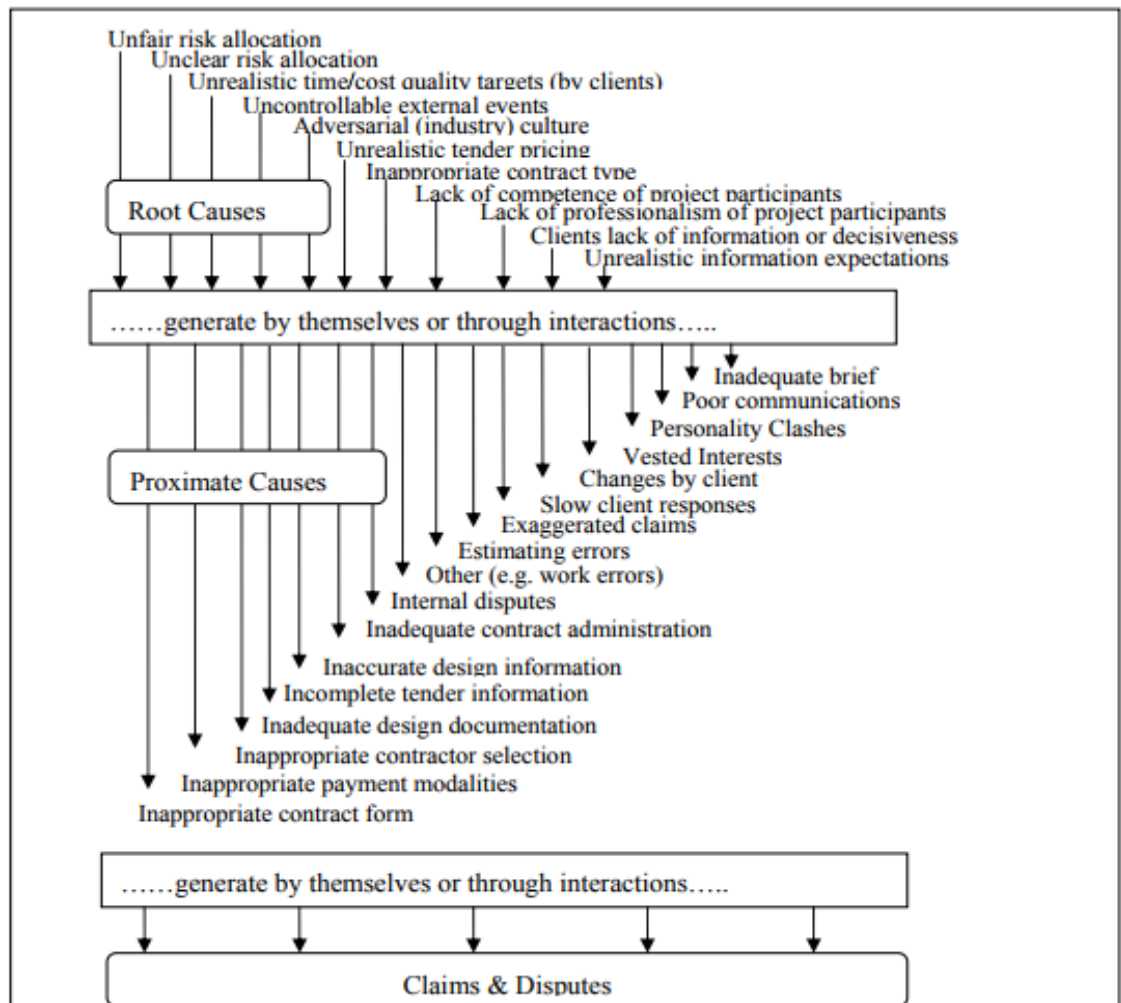 Unfair risk allocation
Unclear risk allocation
Unrealistic time/cost quality targets (by clients)
Uncontrollable external events
Adversarial (industry) culture
Unrealistic tender pricing
Inappropriate contract type
Lack of competence of project participants
Root Causes
Lack of professionalism of project participants
Clients lack of information or decisiveness
Unrealistic information expectations
……generate by themselves or through interactions…..
Inadequate brief
Poor communications
Personality Clashes
Vested Interests
Proximate Causes
Changes by client
Slow client responses
Exaggerated claims
Estimating errors
Other (e.g. work errors)
Internal disputes
Inadequate contract administration
Inaccurate design information
Incomplete tender information
Inadequate design documentation
Inappropriate contractor selection
Inappropriate payment modalities
Inappropriate contract form
……generate by themselves or through interactions…..
Claims & Disputes